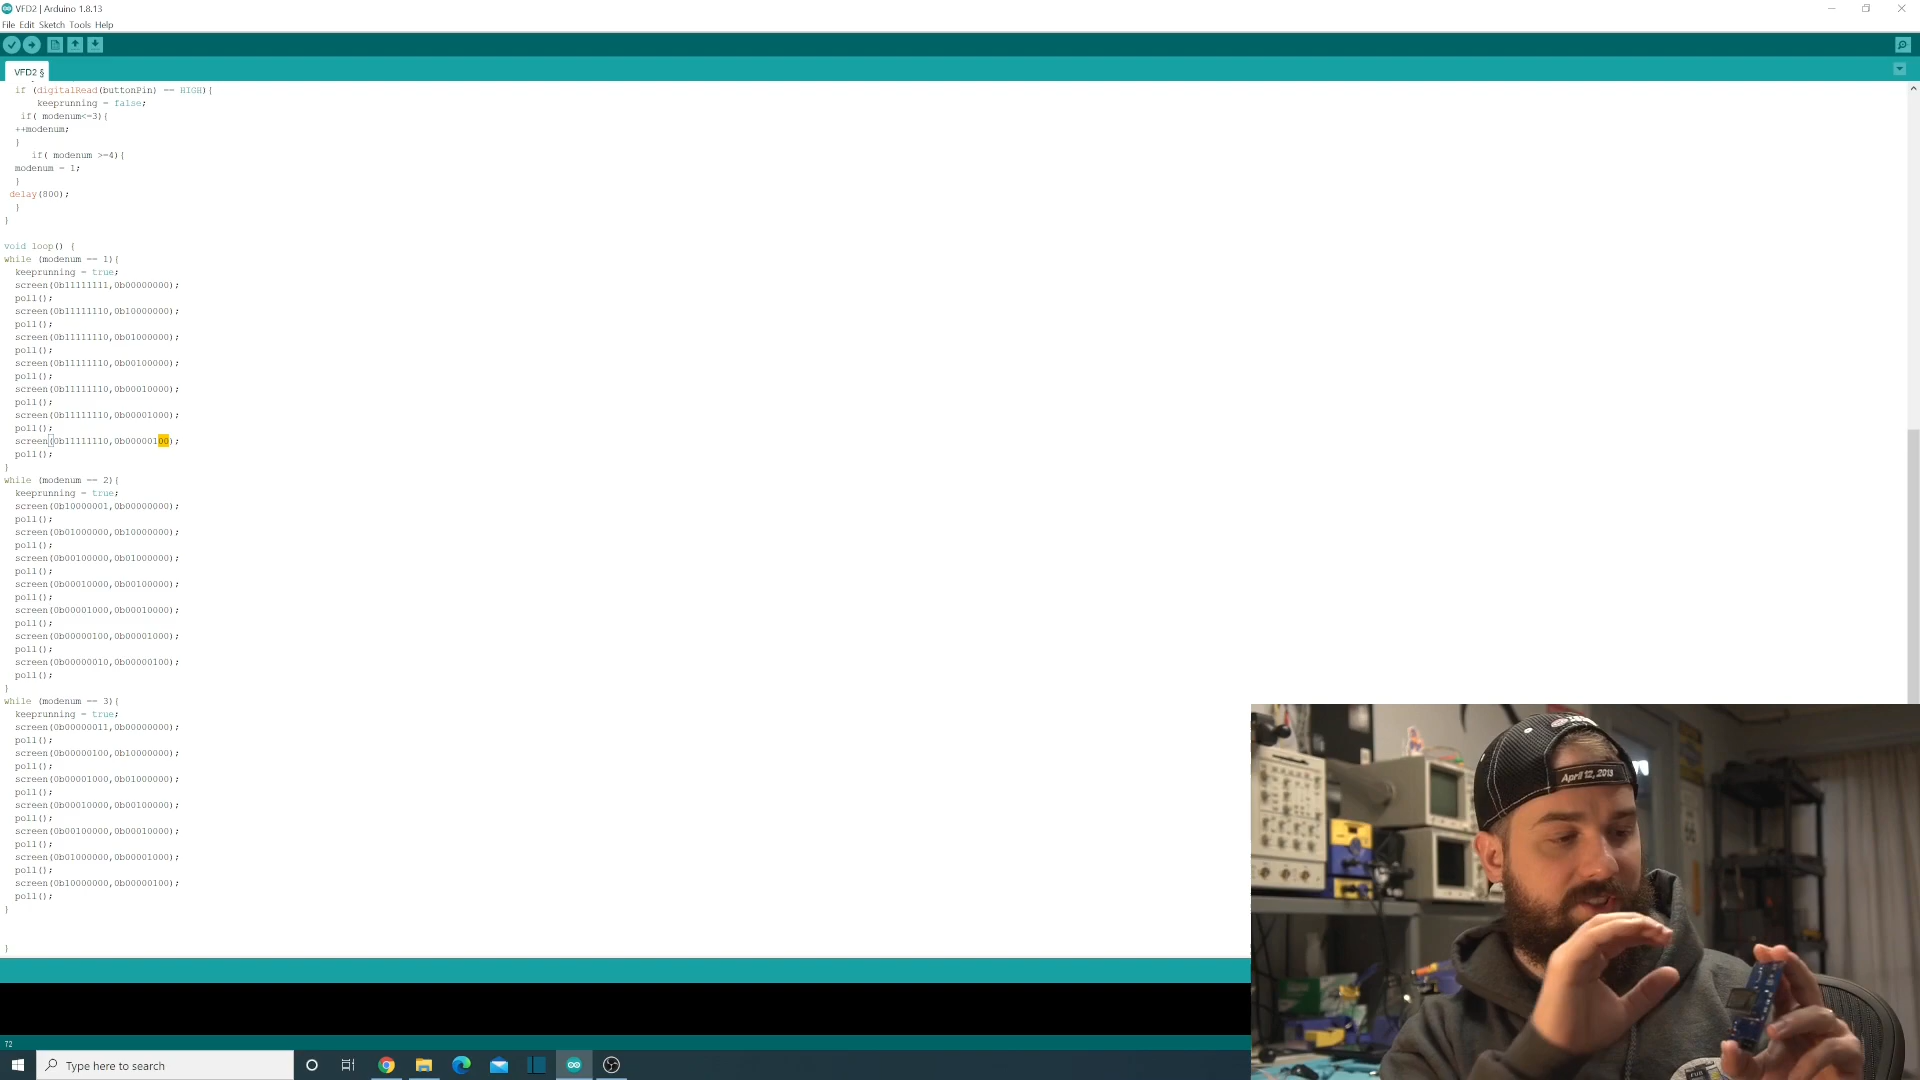 VFD2 | Arduino 1.8.13
File Edit Sketch Tools Help
VFD2 §
if (digitalRead(buttonPin) == HIGH){
keeprunning = false;
if( modenum<=3){
++modenum;
}
if( modenum >=4){
modenum = 1;
}
delay(800);
}
}
void loop() {
while (modenum == 1){
keeprunning = true;
screen(0b11111111,0b00000000);
poll();
screen(0b11111110,0b10000000);
poll();
screen(0b11111110,0b01000000);
poll();
screen(0b11111110,0b00100000);
poll();
screen(0b11111110,0b00010000);
poll();
screen(0b11111110,0b00001000);
poll();
screen(0b11111110,0b00000100);
poll();
}
while (modenum == 2){
keeprunning = true;
screen(0b10000001,0b00000000);
poll();
screen(0b01000000,0b10000000);
poll();
screen(0b00100000,0b01000000);
poll();
screen(0b00010000,0b00100000);
poll();
screen(0b00001000,0b00010000);
poll();
screen(0b00000100,0b00001000);
poll();
screen(0b00000010,0b00000100);
poll();
}
while (modenum == 3){
keeprunning = true;
screen(0b00000011,0b00000000);
poll();
screen(0b00000100,0b10000000);
poll();
screen(0b00001000,0b01000000);
poll();
screen(0b00010000,0b00100000);
poll();
screen(0b00100000,0b00010000);
poll();
screen(0b01000000,0b00001000);
poll();
screen(0b10000000,0b00000100);
poll();
}
}
April 12, 2013
72
Type here to search